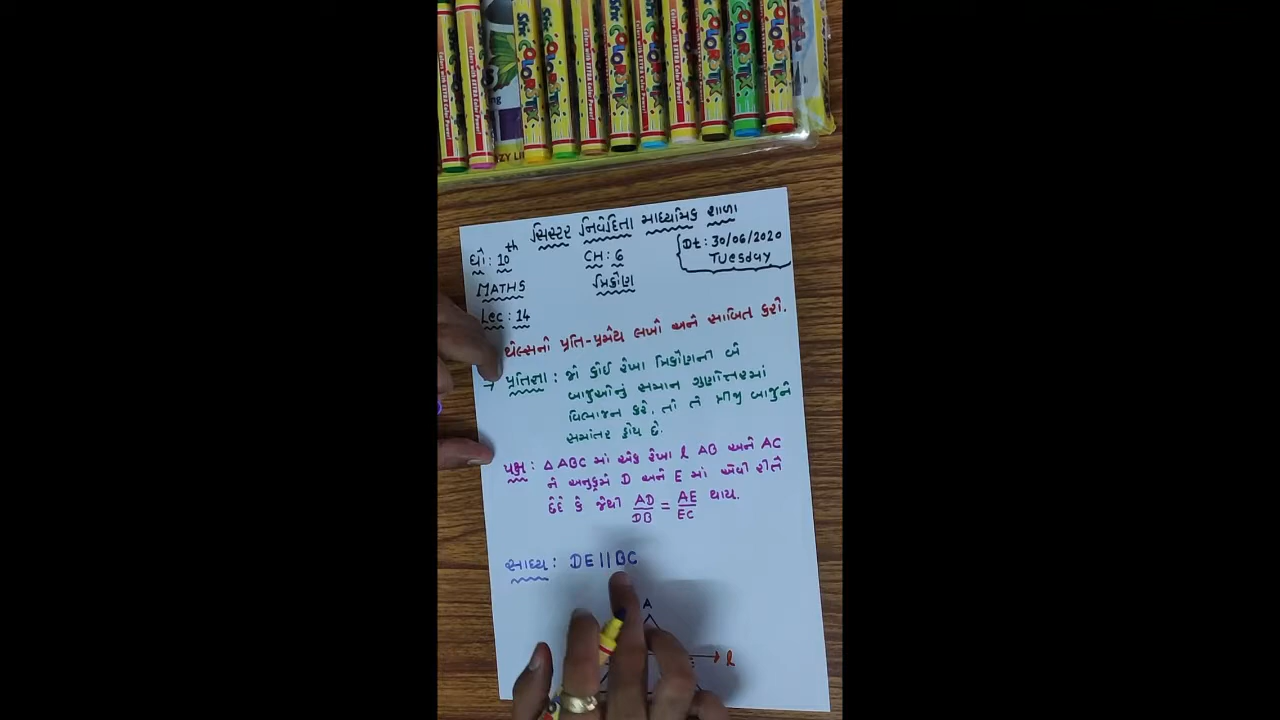 COLORSTIX
સિસ્ટર નિવેદિતા માધ્યમિક શાળા
ધો: 10th
CH: 6
Dt: 30/06/2020
Tuesday
MATHS
ત્રિકોણ
Lec: 14
થેલ્સનો પ્રતિ-પ્રમેય લખો અને સાબિત કરો.
→ પ્રતિજ્ઞા: જો કોઈ રેખા ત્રિકોણની બે
બાજુઓનું સમાન ગુણોત્તરમાં
વિભાજન કરે, તો તે ત્રીજી બાજુને
સમાંતર હોય છે.
પક્ષ: △ABC માં એક રેખા l AB અને AC
ને અનુક્રમે D અને E માં એવી રીતે
છેદે કે જેથી AD/DB = AE/EC થાય.
સાધ્ય: DE||BC
A
l